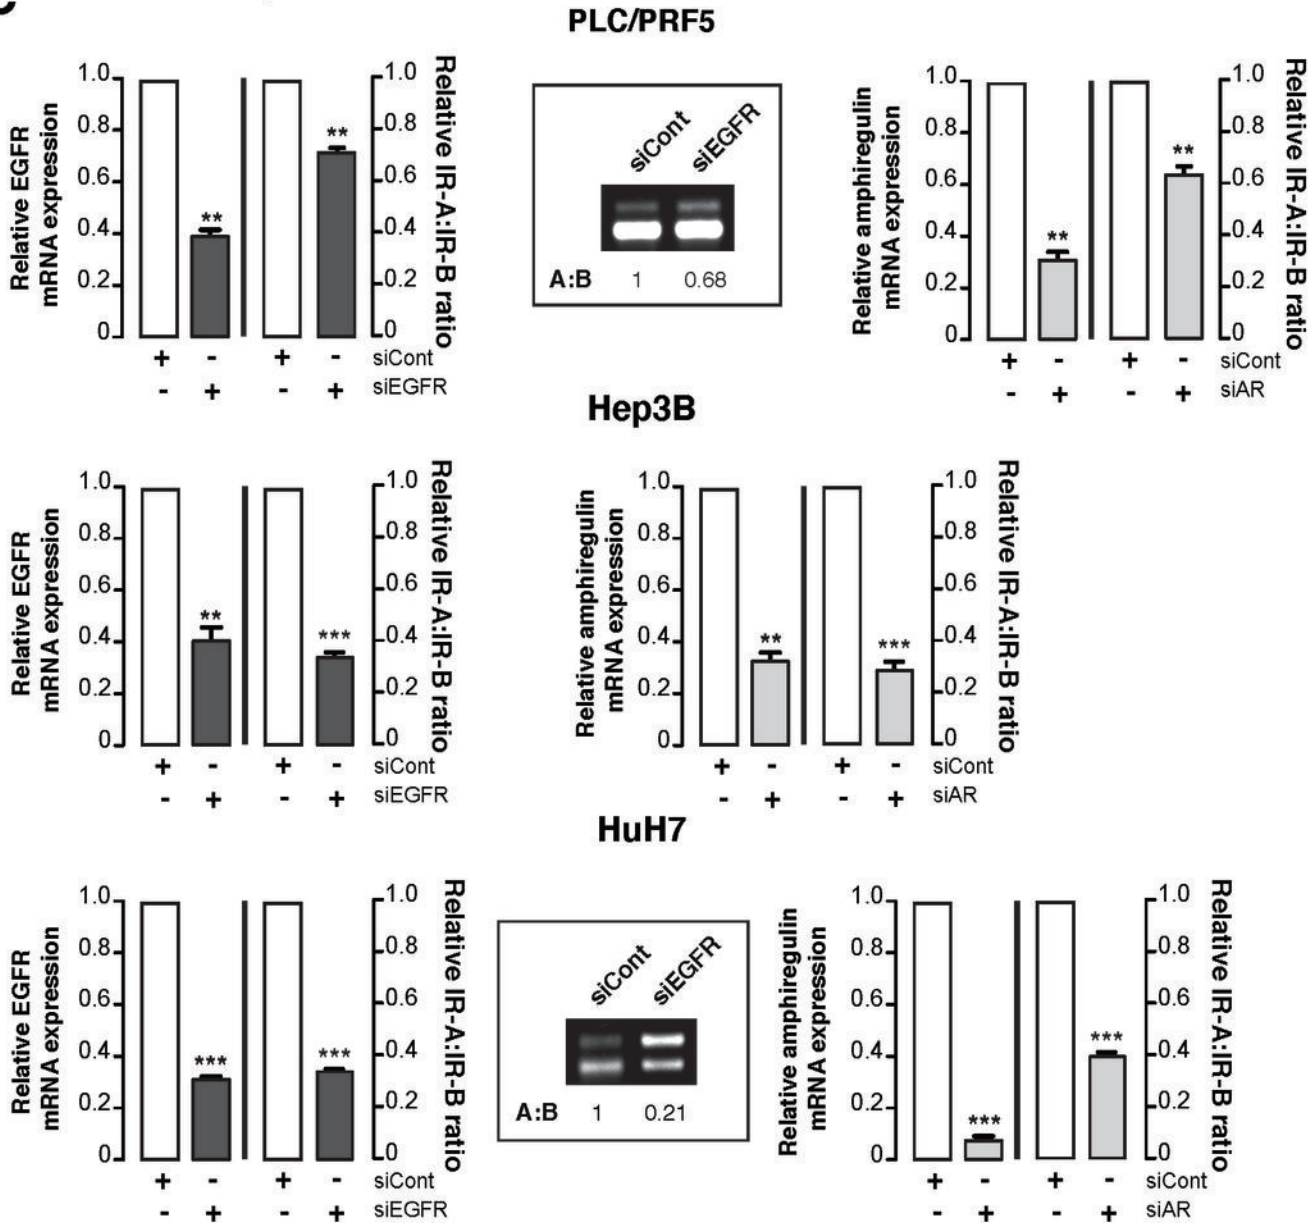 PLC/PRF5
Relative EGFR
mRNA expression
1.0
0.8
0.6
0.4
0.2
0
**
**
1.0
0.8
0.6
0.4
0.2
0
Relative IR-A:IR-B ratio
+ - + - siCont
- + - + siEGFR
siCont siEGFR
A:B 1 0.68
Relative amphiregulin
mRNA expression
1.0
0.8
0.6
0.4
0.2
0
**
**
1.0
0.8
0.6
0.4
0.2
0
Relative IR-A:IR-B ratio
+ - + - siCont
- + - + siAR
Hep3B
Relative EGFR
mRNA expression
1.0
0.8
0.6
0.4
0.2
0
**
***
1.0
0.8
0.6
0.4
0.2
0
Relative IR-A:IR-B ratio
+ - + - siCont
- + - + siEGFR
Relative amphiregulin
mRNA expression
1.0
0.8
0.6
0.4
0.2
0
**
***
1.0
0.8
0.6
0.4
0.2
0
Relative IR-A:IR-B ratio
+ - + - siCont
- + - + siAR
HuH7
Relative EGFR
mRNA expression
1.0
0.8
0.6
0.4
0.2
0
***
***
1.0
0.8
0.6
0.4
0.2
0
Relative IR-A:IR-B ratio
+ - + - siCont
- + - + siEGFR
siCont siEGFR
A:B 1 0.21
Relative amphiregulin
mRNA expression
1.0
0.8
0.6
0.4
0.2
0
***
***
1.0
0.8
0.6
0.4
0.2
0
Relative IR-A:IR-B ratio
+ - + - siCont
- + - + siAR